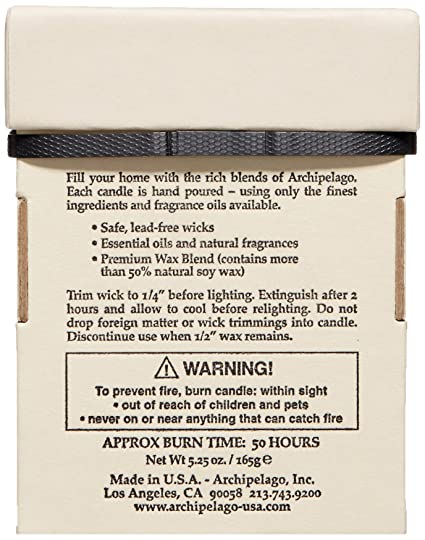 Fill your home with the rich blends of Archipelago.
Each candle is hand poured – using only the finest
ingredients and fragrance oils available.
• Safe, lead-free wicks
• Essential oils and natural fragrances
• Premium Wax Blend (contains more
than 50% natural soy wax)
Trim wick to 1/4" before lighting. Extinguish after 2
hours and allow to cool before relighting. Do not
drop foreign matter or wick trimmings into candle.
Discontinue use when 1/2" wax remains.
⚠ WARNING!
To prevent fire, burn candle: within sight
• out of reach of children and pets
• never on or near anything that can catch fire
APPROX BURN TIME: 50 HOURS
Net Wt 5.25 oz. / 165g ℮
Made in U.S.A. - Archipelago, Inc.
Los Angeles, CA 90058 213.743.9200
www.archipelago-usa.com